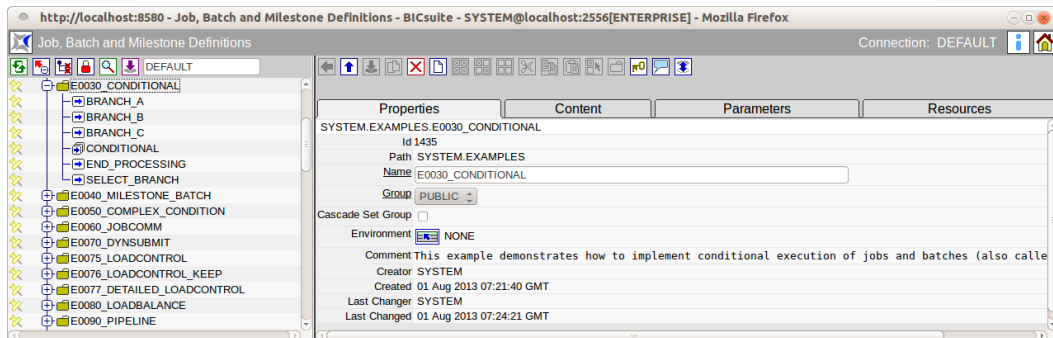 http://localhost:8580 - Job, Batch and Milestone Definitions - BICsuite - SYSTEM@localhost:2556[ENTERPRISE] - Mozilla Firefox
Job, Batch and Milestone Definitions
Connection: DEFAULT
DEFAULT
E0030_CONDITIONAL
BRANCH_A
BRANCH_B
BRANCH_C
CONDITIONAL
END_PROCESSING
SELECT_BRANCH
E0040_MILESTONE_BATCH
E0050_COMPLEX_CONDITION
E0060_JOBCOMM
E0070_DYNSUBMIT
E0075_LOADCONTROL
E0076_LOADCONTROL_KEEP
E0077_DETAILED_LOADCONTROL
E0080_LOADBALANCE
E0090_PIPELINE
Properties Content Parameters Resources
SYSTEM.EXAMPLES.E0030_CONDITIONAL
Id 1435
Path SYSTEM.EXAMPLES
Name E0030_CONDITIONAL
Group PUBLIC
Cascade Set Group
Environment NONE
Comment This example demonstrates how to implement conditional execution of jobs and batches (also calle
Creator SYSTEM
Created 01 Aug 2013 07:21:40 GMT
Last Changer SYSTEM
Last Changed 01 Aug 2013 07:24:21 GMT